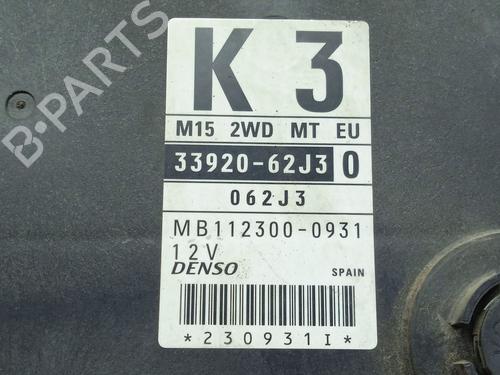 K 3
M15 2WD MT EU
33920-62J3 0
062J3
MB112300-0931
12V
DENSO SPAIN
*230931I*
B-PARTS